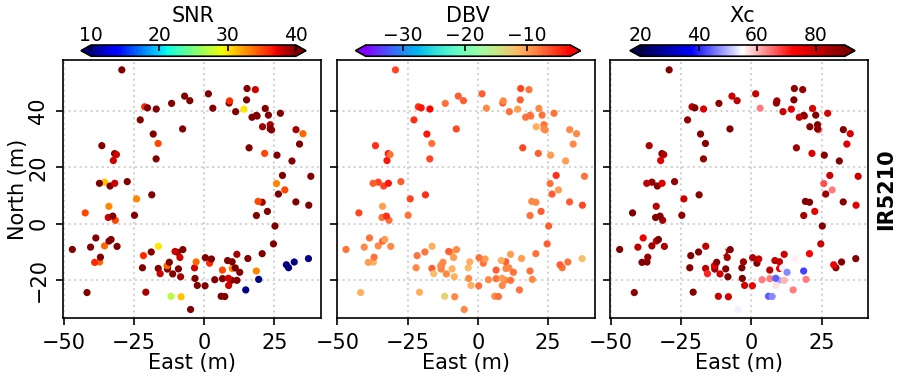 SNR DBV Xc
10 20 30 40 −30 −20 −10 20 40 60 80
40
20
0
−20
North (m)
−50 −25 0 25 −50 −25 0 25 −50 −25 0 25
East (m) East (m) East (m)
IR5210